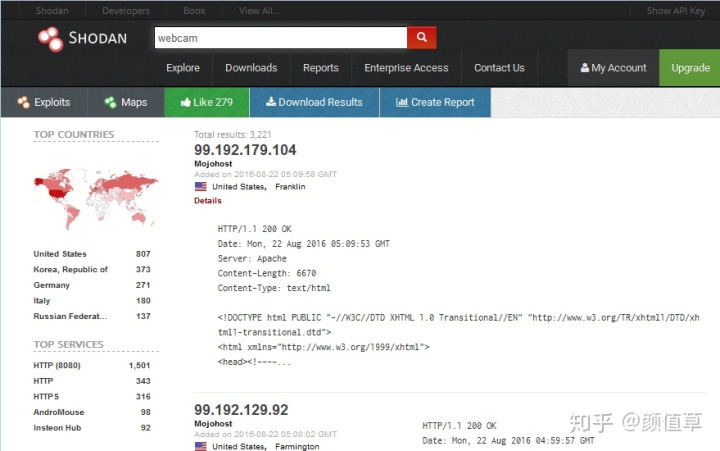 Shodan Developers Book View All... Show API Key
SHODAN
webcam
Explore Downloads Reports Enterprise Access Contact Us My Account Upgrade
Exploits Maps Like 279 Download Results Create Report
TOP COUNTRIES
United States 807
Korea, Republic of 373
Germany 271
Italy 180
Russian Federat... 137
TOP SERVICES
HTTP (8080) 1,501
HTTP 343
HTTPS 316
AndroMouse 98
Insteon Hub 92
Total results: 3,221
99.192.179.104
Mojohost
Added on 2016-08-22 05:09:58 GMT
United States, Franklin
Details
HTTP/1.1 200 OK
Date: Mon, 22 Aug 2016 05:09:53 GMT
Server: Apache
Content-Length: 6670
Content-Type: text/html
<!DOCTYPE html PUBLIC "-//W3C//DTD XHTML 1.0 Transitional//EN" "http://www.w3.org/TR/xhtml1/DTD/xh
tml1-transitional.dtd">
<html xmlns="http://www.w3.org/1999/xhtml">
<head><!----...
99.192.129.92
Mojohost
Added on 2016-08-22 05:00:02 GMT
United States, Farmington
HTTP/1.1 200 OK
Date: Mon, 22 Aug 2016 04:59:57 GMT
知乎 @颜值草